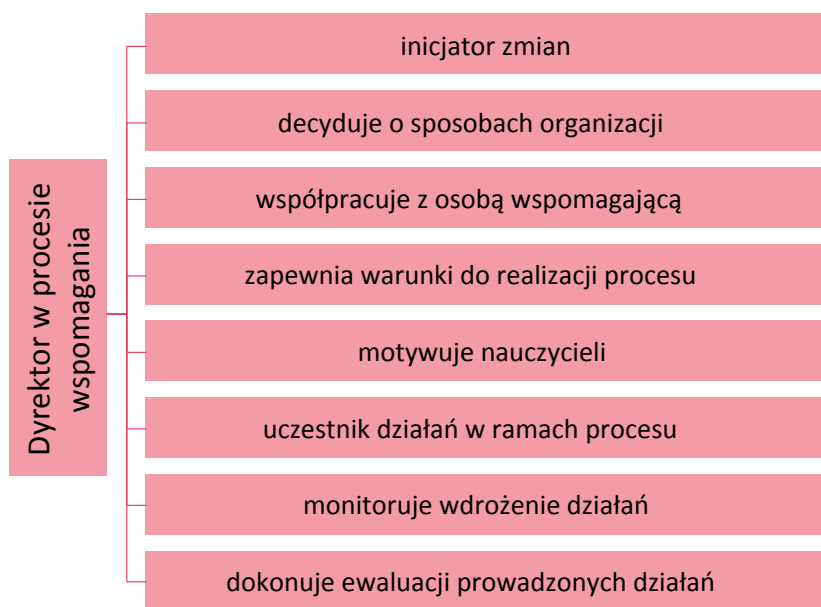 Dyrektor w procesie
wspomagania
inicjator zmian
decyduje o sposobach organizacji
współpracuje z osobą wspomagającą
zapewnia warunki do realizacji procesu
motywuje nauczycieli
uczestnik działań w ramach procesu
monitoruje wdrożenie działań
dokonuje ewaluacji prowadzonych działań